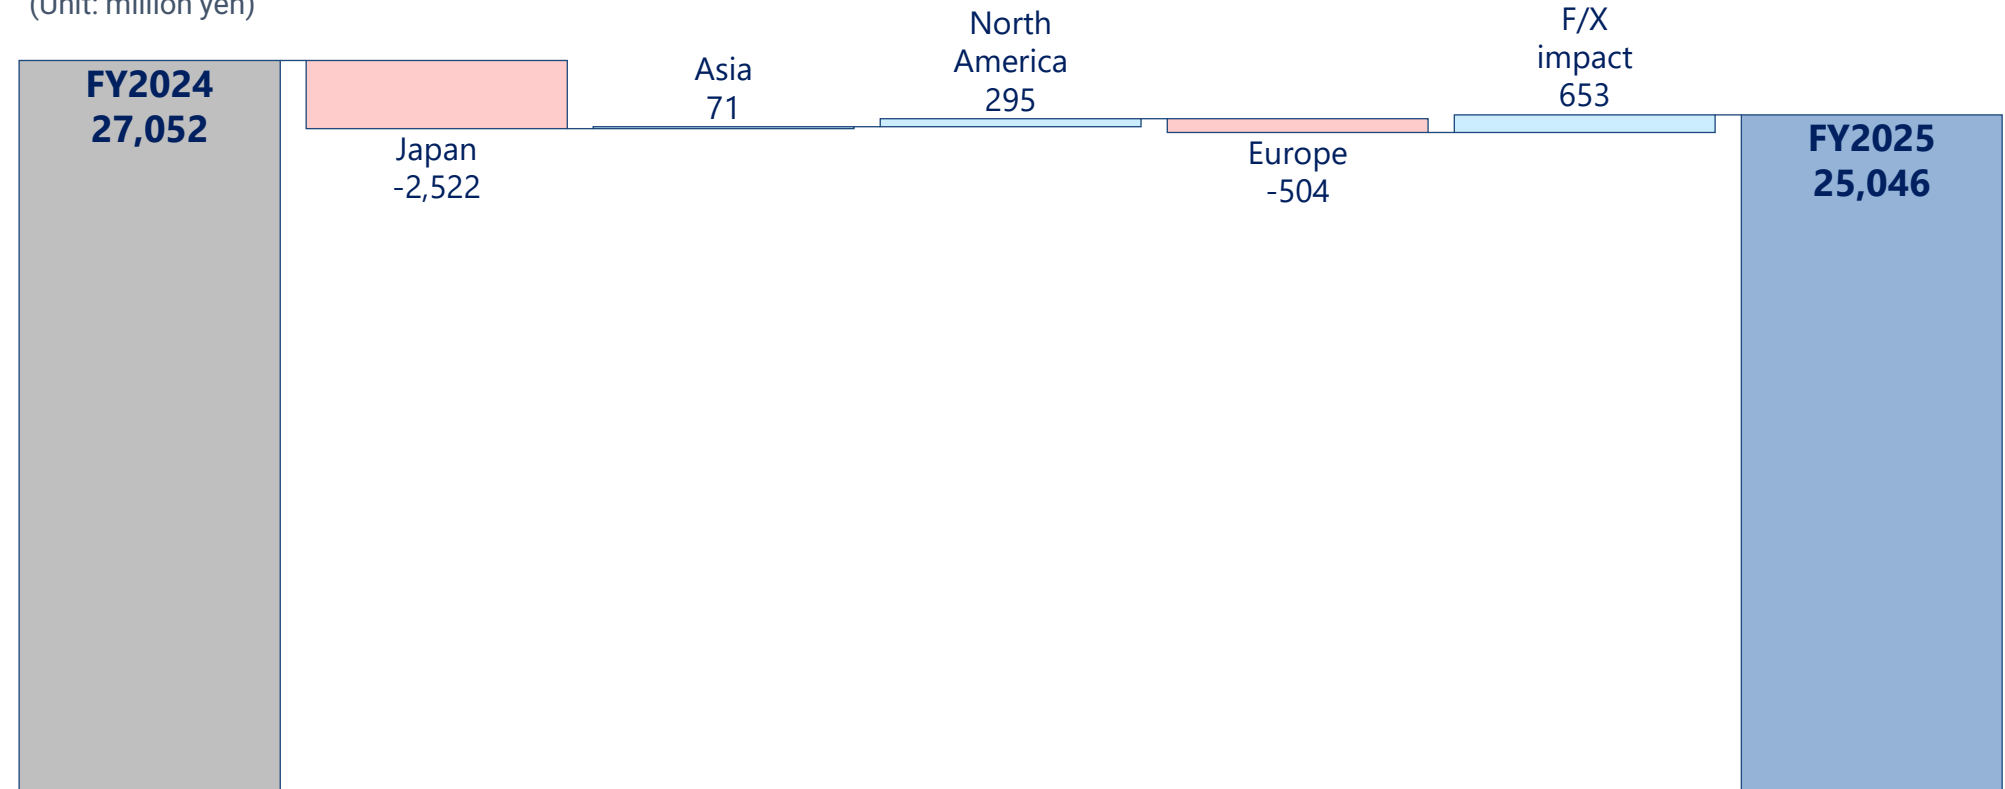 (Unit: million yen)
FY2024
27,052
Japan
-2,522
Asia
71
North
America
295
Europe
-504
F/X
impact
653
FY2025
25,046